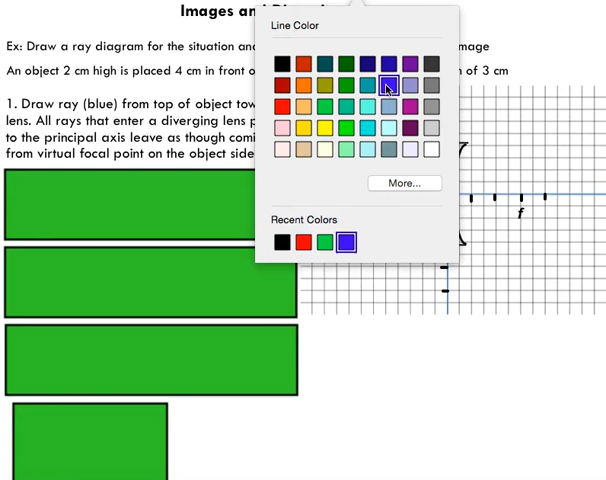 Images and
Line Color
Ex: Draw a ray diagram for the situation and image
An object 2 cm high is placed 4 cm in front o n of 3 cm
1. Draw ray (blue) from top of object tow
lens. All rays that enter a diverging lens p
to the principal axis leave as though comi
from virtual focal point on the object side
More...
f
Recent Colors